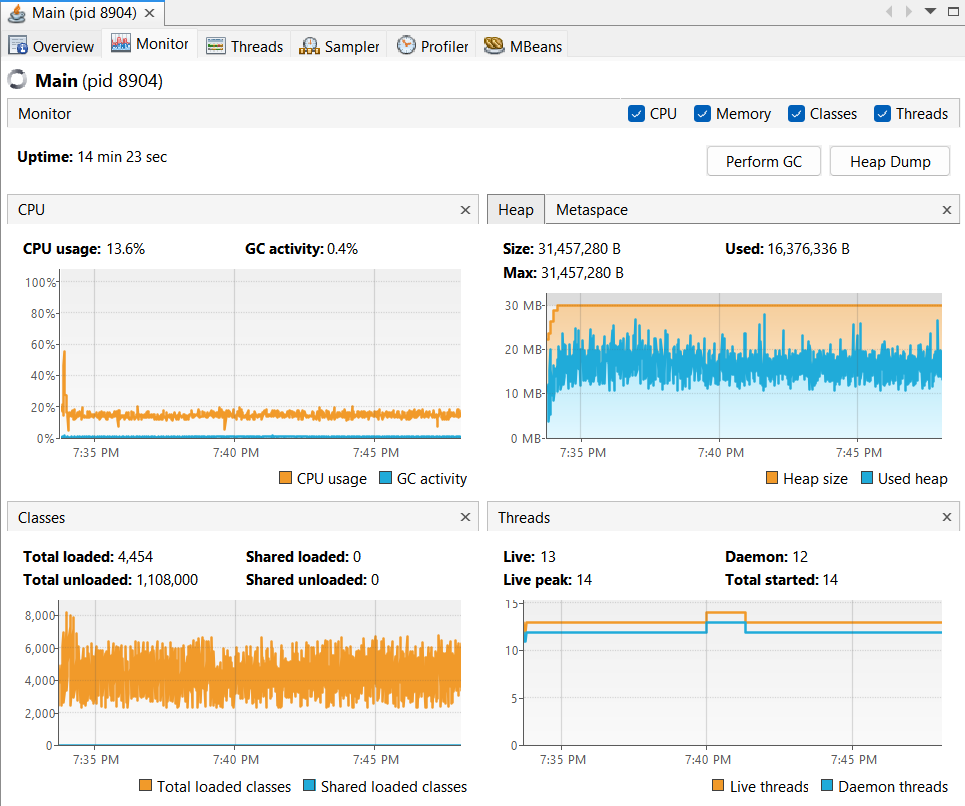 Main (pid 8904)
Overview Monitor Threads Sampler Profiler MBeans
Main (pid 8904)
Monitor CPU Memory Classes Threads
Uptime: 14 min 23 sec
Perform GC Heap Dump
CPU
CPU usage: 13.6% GC activity: 0.4%
100%
80%
60%
40%
20%
0%
7:35 PM 7:40 PM 7:45 PM
CPU usage GC activity
Heap Metaspace
Size: 31,457,280 B Used: 16,376,336 B
Max: 31,457,280 B
30 MB
20 MB
10 MB
0 MB
7:35 PM 7:40 PM 7:45 PM
Heap size Used heap
Classes
Total loaded: 4,454 Shared loaded: 0
Total unloaded: 1,108,000 Shared unloaded: 0
8,000
6,000
4,000
2,000
0
7:35 PM 7:40 PM 7:45 PM
Total loaded classes Shared loaded classes
Threads
Live: 13 Daemon: 12
Live peak: 14 Total started: 14
15
10
5
0
7:35 PM 7:40 PM 7:45 PM
Live threads Daemon threads